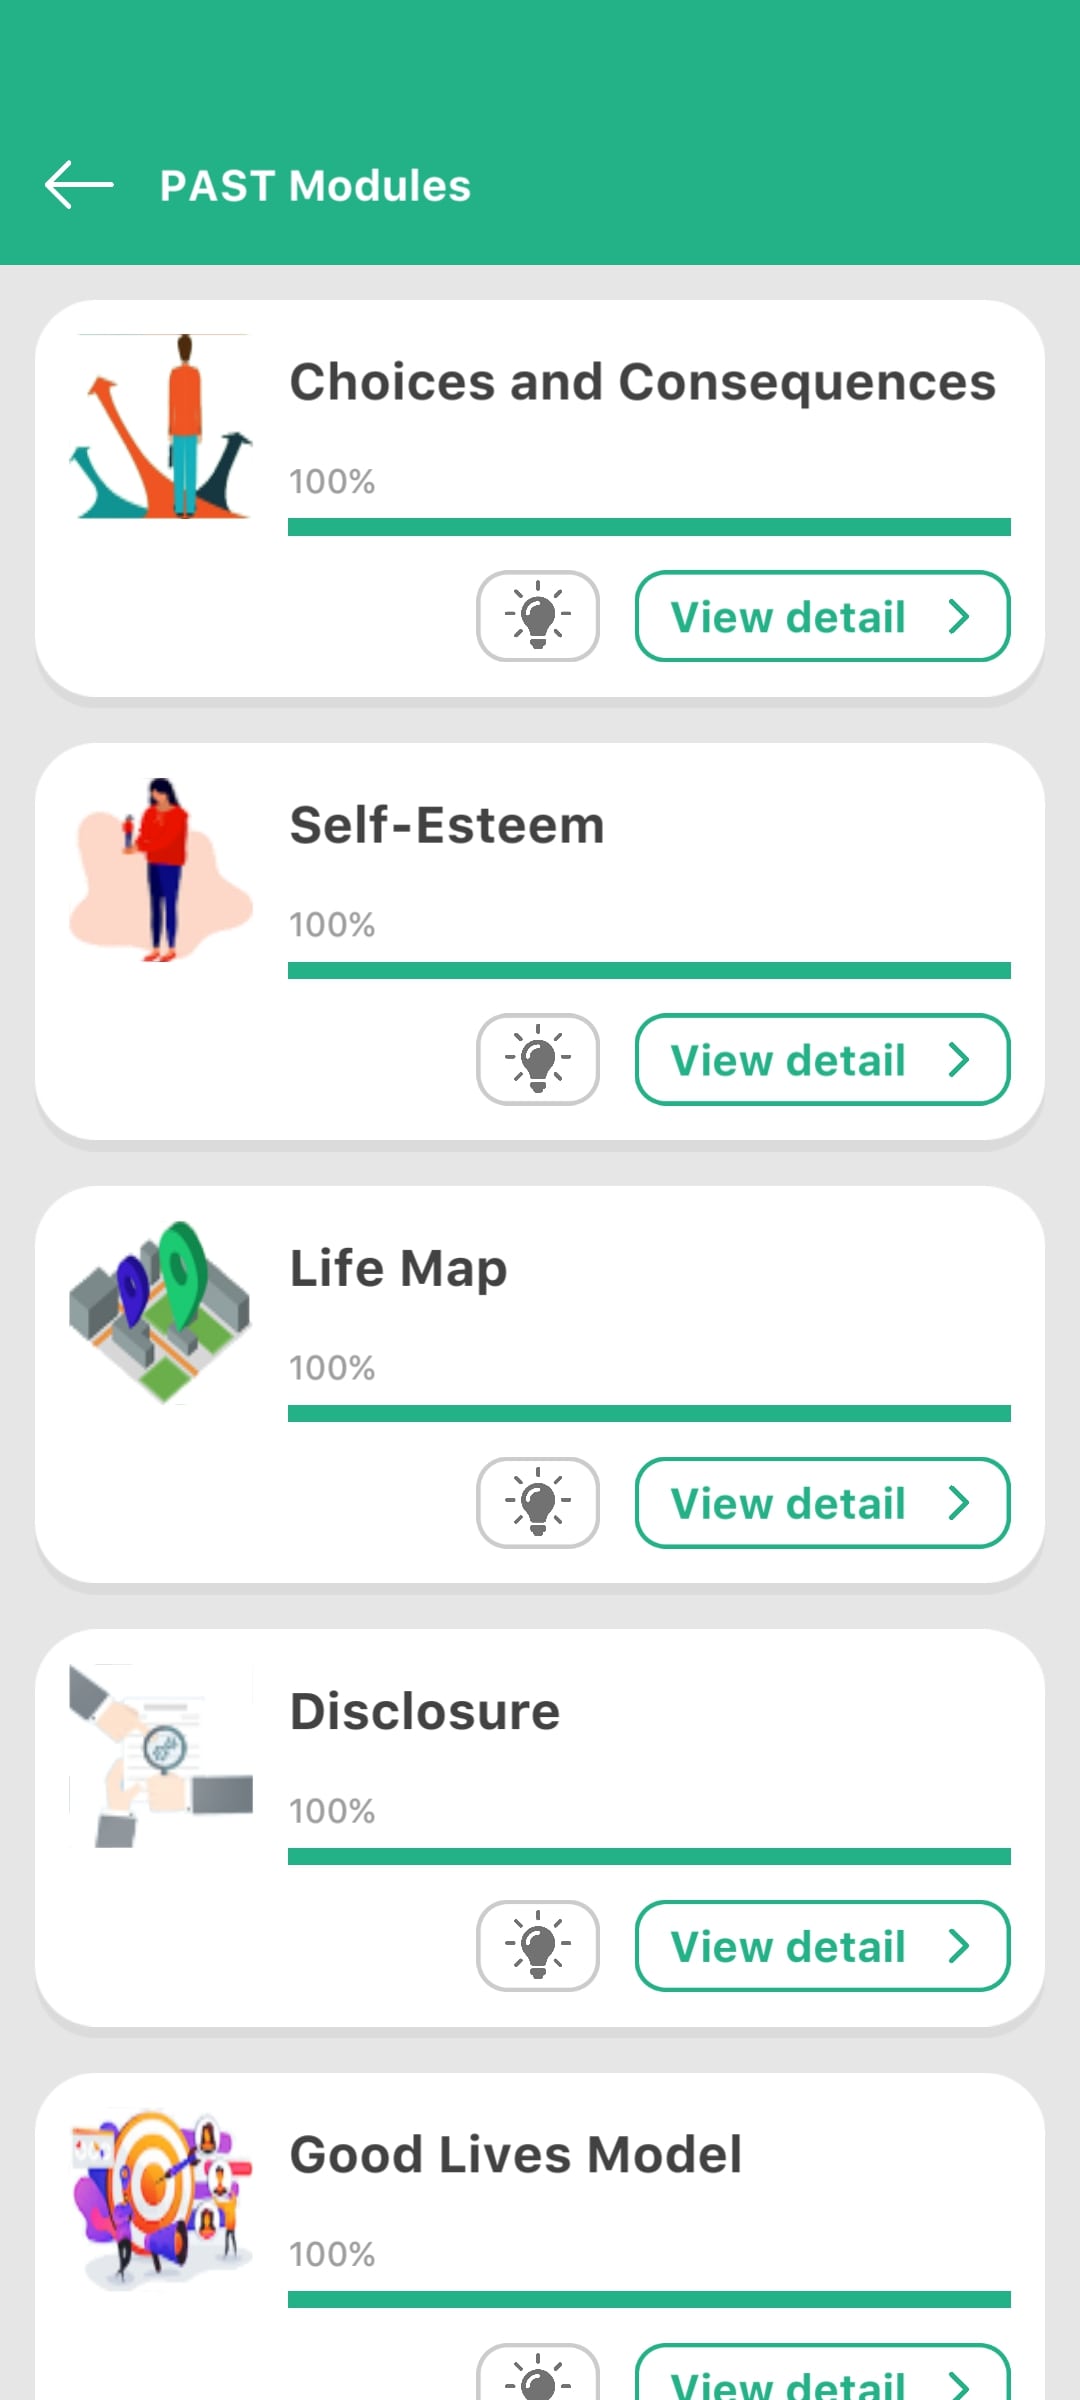 PAST Modules
Choices and Consequences
100%
View detail
Self-Esteem
100%
View detail
Life Map
100%
View detail
Disclosure
100%
View detail
Good Lives Model
100%
View detail